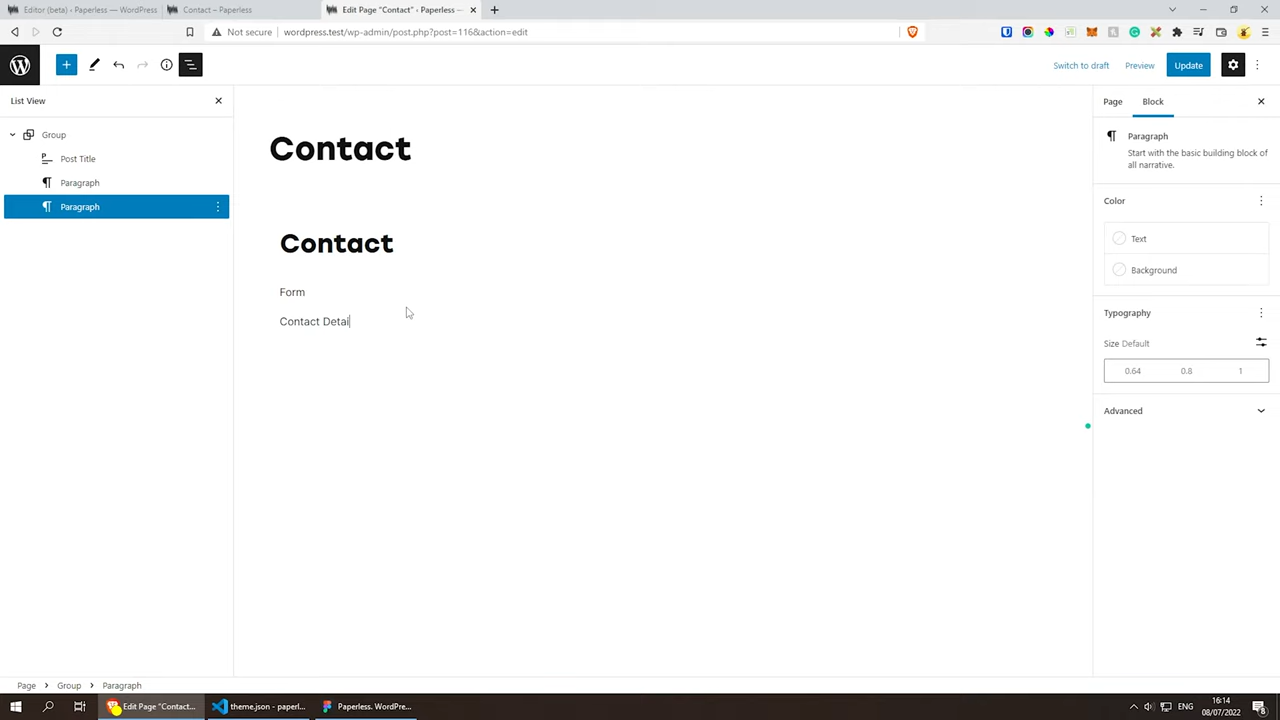 Editor (beta) ‹ Paperless — WordPress
Contact – Paperless
Edit Page "Contact" ‹ Paperless —
Not secure
wordpress.test/wp-admin/post.php?post=116&action=edit
Switch to draft
Preview
Update
List View
Group
Post Title
Paragraph
Paragraph
Contact
Contact
Form
Contact Detai
Page
Block
Paragraph
Start with the basic building block of
all narrative.
Color
Text
Background
Typography
Size Default
0.64 0.8 1
Advanced
Page
Group
Paragraph
Edit Page "Contact...
theme.json - paperl...
Paperless. WordPre...
ENG
16:14
08/07/2022